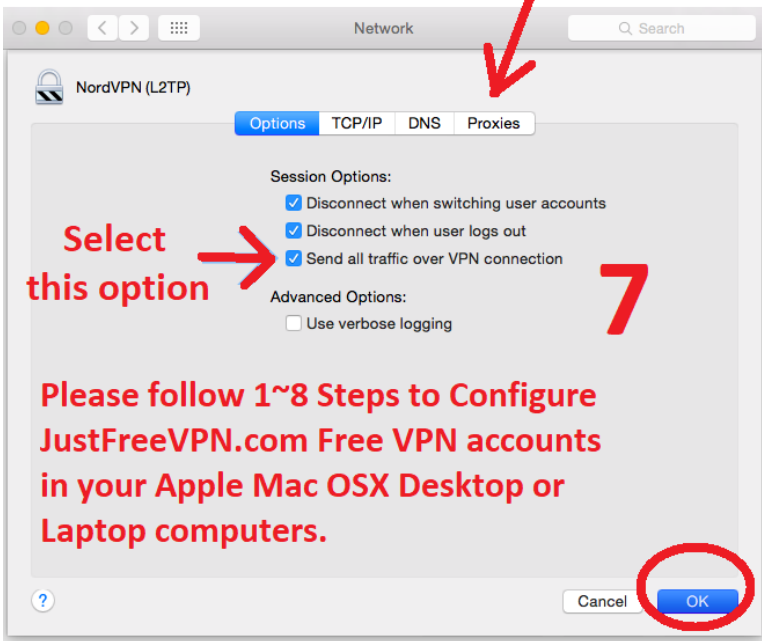 Network
Search
NordVPN (L2TP)
Options TCP/IP DNS Proxies
Session Options:
Disconnect when switching user accounts
Disconnect when user logs out
Select
Send all traffic over VPN connection
this option
7
Advanced Options:
Use verbose logging
Please follow 1~8 Steps to Configure
JustFreeVPN.com Free VPN accounts
in your Apple Mac OSX Desktop or
Laptop computers.
?
Cancel OK